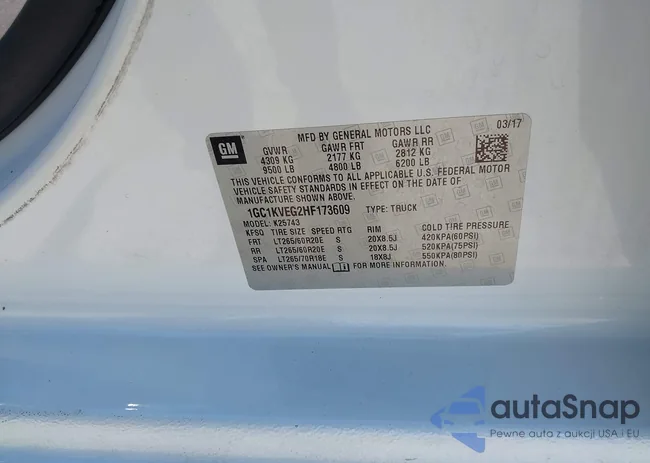 GM
MFD BY GENERAL MOTORS LLC 03/17
GVWR GAWR FRT GAWR RR
4309 KG 2177 KG 2812 KG
9500 LB 4800 LB 6200 LB
THIS VEHICLE CONFORMS TO ALL APPLICABLE U.S. FEDERAL MOTOR
VEHICLE SAFETY STANDARDS IN EFFECT ON THE DATE OF
MANUFACTURE SHOWN ABOVE.
1GC1KVEG2HF173609 TYPE: TRUCK
MODEL: K25743
KFSQ TIRE SIZE SPEED RTG RIM COLD TIRE PRESSURE
FRT LT265/60R20E S 20X8.5J 420KPA(60PSI)
RR LT265/60R20E S 20X8.5J 520KPA(75PSI)
SPA LT265/70R18E S 18X8J 550KPA(80PSI)
SEE OWNER'S MANUAL FOR MORE INFORMATION.
autaSnap
Pewne auta z aukcji USA i EU